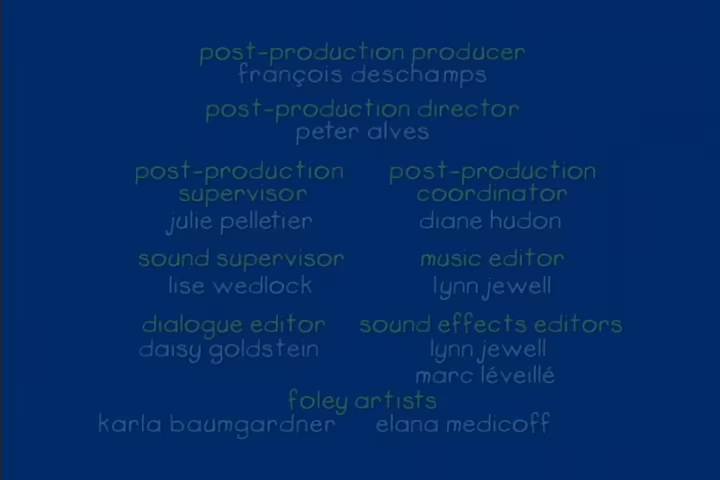 post-production producer
françois deschamps
post-production director
peter alves
post-production
supervisor
julie pelletier
post-production
coordinator
diane hudon
sound supervisor
lise wedlock
music editor
lynn jewell
dialogue editor
daisy goldstein
sound effects editors
lynn jewell
marc léveillé
foley artists
karla baumgardner elana medicoff